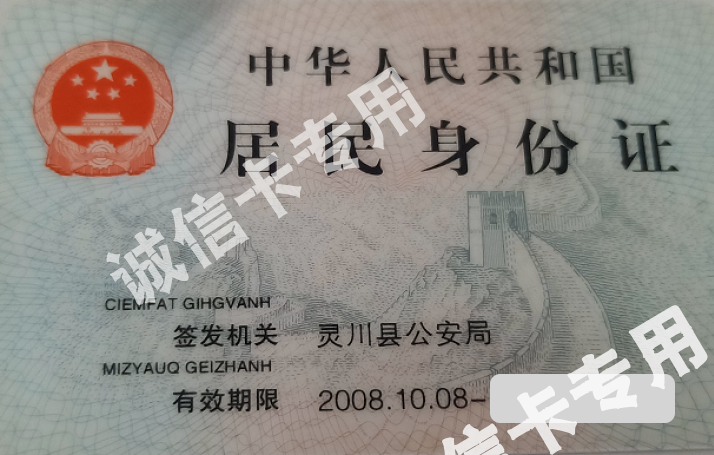 中华人民共和国
居民身份证
诚信卡专用
CIEMFAT GIHGVANH
签发机关 灵川县公安局
MIZYAUQ GEIZHANH
有效期限 2008.10.08-
信卡专用